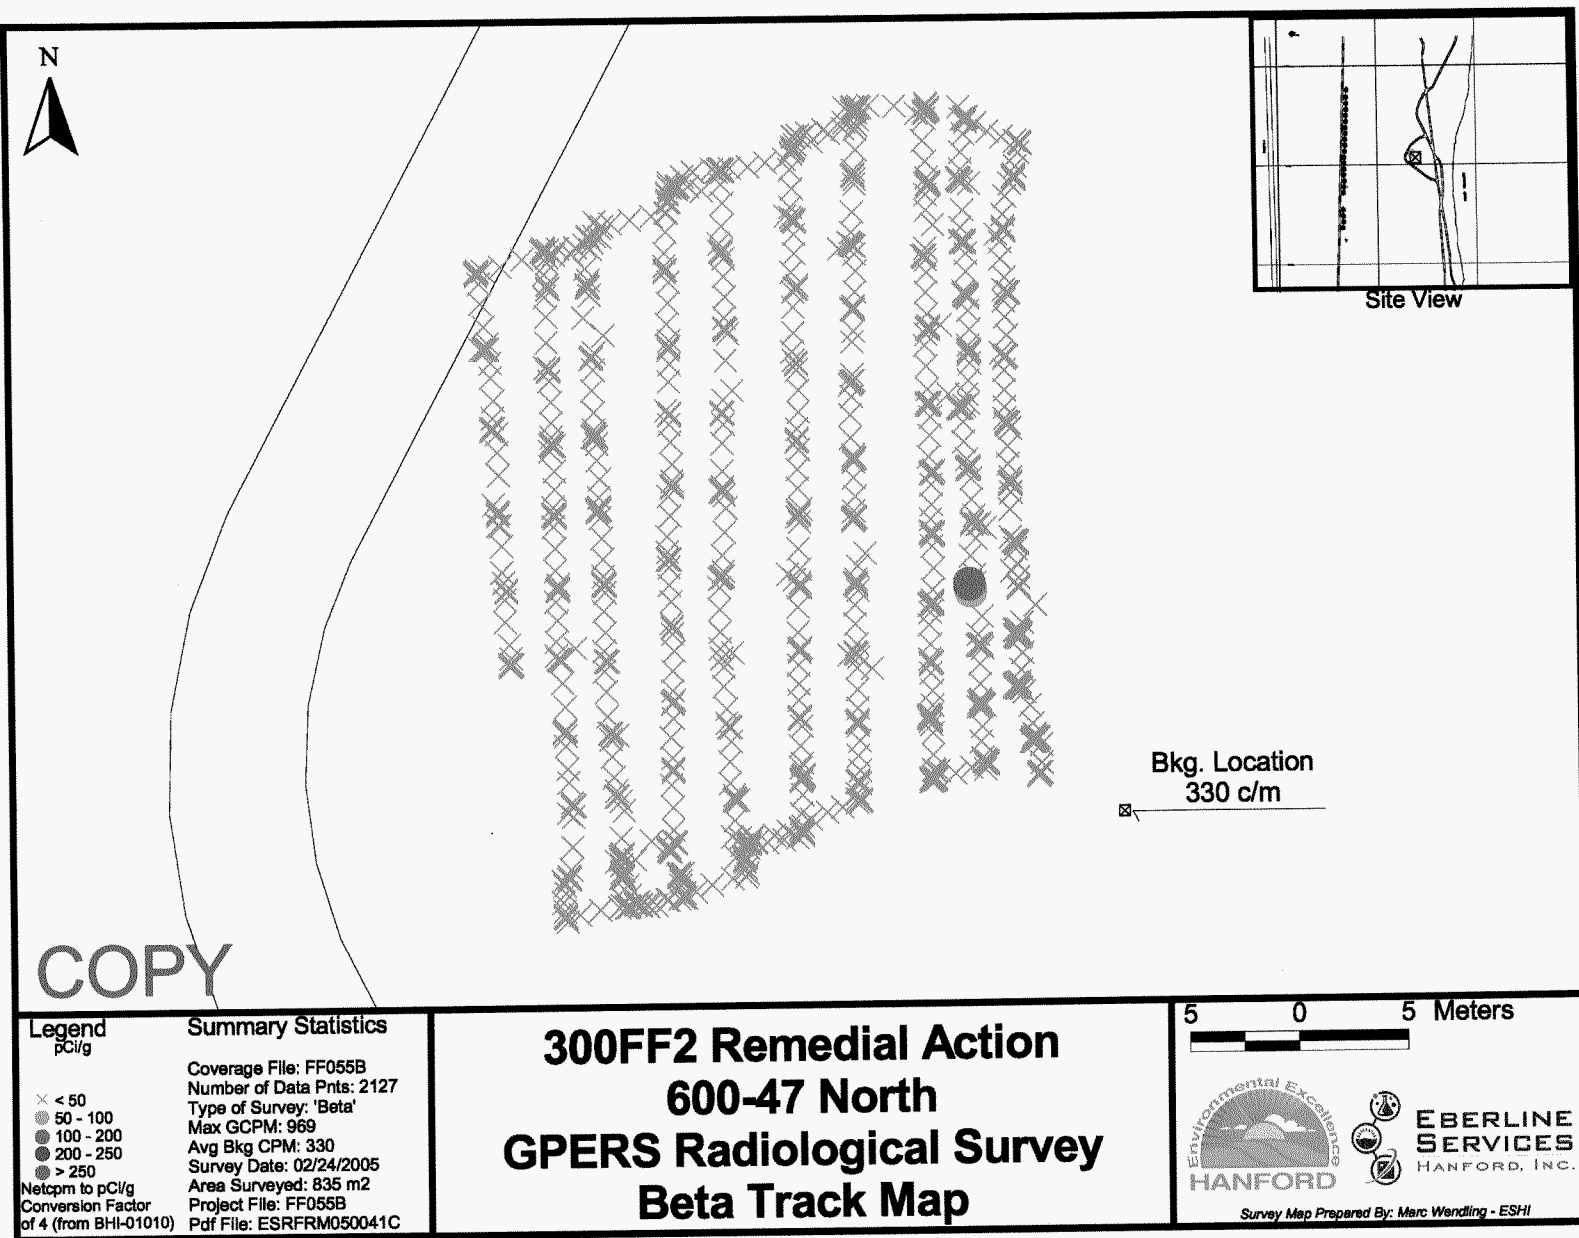 N
Site View
Bkg. Location
330 c/m
COPY
Legend
pCi/g
< 50
50 - 100
100 - 200
200 - 250
> 250
Netcpm to pCi/g
Conversion Factor
of 4 (from BHI-01010)
Summary Statistics
Coverage File: FF055B
Number of Data Pnts: 2127
Type of Survey: 'Beta'
Max GCPM: 969
Avg Bkg CPM: 330
Survey Date: 02/24/2005
Area Surveyed: 835 m2
Project File: FF055B
Pdf File: ESRFRM050041C
300FF2 Remedial Action
600-47 North
GPERS Radiological Survey
Beta Track Map
5 0 5 Meters
Environmental Excellence
HANFORD
EBERLINE
SERVICES
HANFORD, INC.
Survey Map Prepared By: Marc Wendling - ESHI